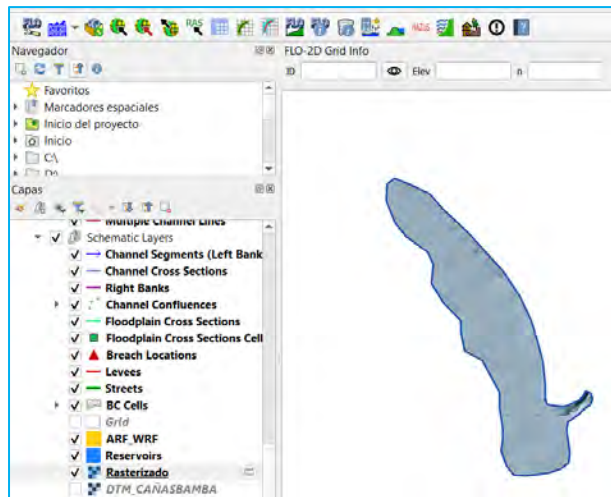 RAS
Navegador
FLO-2D Grid Info
ID
Elev
n
Favoritos
Marcadores espaciales
Inicio del proyecto
Inicio
C:\
D:\
Capas
Multiple Channel Lines
Schematic Layers
Channel Segments (Left Bank
Channel Cross Sections
Right Banks
Channel Confluences
Floodplain Cross Sections
Floodplain Cross Sections Cell
Breach Locations
Levees
Streets
BC Cells
Grid
ARF_WRF
Reservoirs
Rasterizado
DTM_CAÑASBAMBA